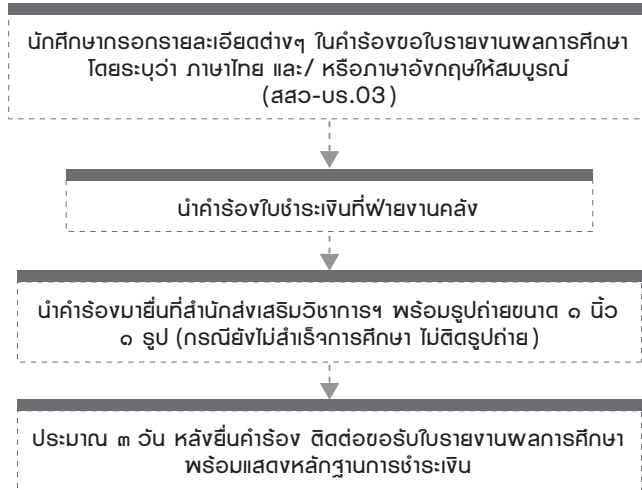 นักศึกษากรอกรายละเอียดต่างๆ ในคำร้องขอใบรายงานผลการศึกษา
โดยระบุว่า ภาษาไทย และ/ หรือภาษาอังกฤษให้สมบูรณ์
(สสว-บร.03)
นำคำร้องใบชำระเงินที่ฝ่ายงานคลัง
นำคำร้องมายื่นที่สำนักส่งเสริมวิชาการฯ พร้อมรูปถ่ายขนาด ๑ นิ้ว
๑ รูป (กรณียังไม่สำเร็จการศึกษา ไม่ติดรูปถ่าย)
ประมาณ ๓ วัน หลังยื่นคำร้อง ติดต่อขอรับใบรายงานผลการศึกษา
พร้อมแสดงหลักฐานการชำระเงิน